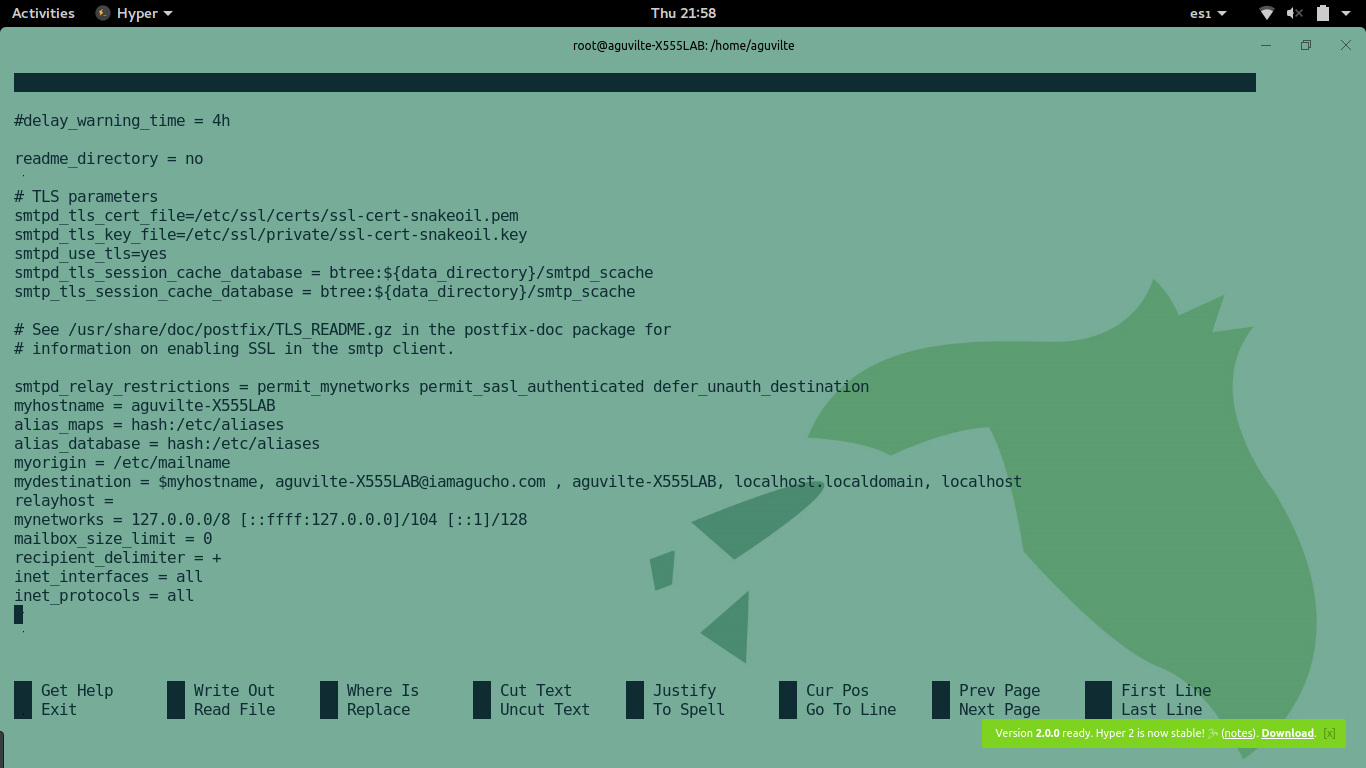 Activities Hyper Thu 21:58 es1
root@aguvilte-X555LAB: /home/aguvilte
#delay_warning_time = 4h
readme_directory = no
# TLS parameters
smtpd_tls_cert_file=/etc/ssl/certs/ssl-cert-snakeoil.pem
smtpd_tls_key_file=/etc/ssl/private/ssl-cert-snakeoil.key
smtpd_use_tls=yes
smtpd_tls_session_cache_database = btree:${data_directory}/smtpd_scache
smtp_tls_session_cache_database = btree:${data_directory}/smtp_scache
# See /usr/share/doc/postfix/TLS_README.gz in the postfix-doc package for
# information on enabling SSL in the smtp client.
smtpd_relay_restrictions = permit_mynetworks permit_sasl_authenticated defer_unauth_destination
myhostname = aguvilte-X555LAB
alias_maps = hash:/etc/aliases
alias_database = hash:/etc/aliases
myorigin = /etc/mailname
mydestination = $myhostname, aguvilte-X555LAB@iamagucho.com , aguvilte-X555LAB, localhost.localdomain, localhost
relayhost =
mynetworks = 127.0.0.0/8 [::ffff:127.0.0.0]/104 [::1]/128
mailbox_size_limit = 0
recipient_delimiter = +
inet_interfaces = all
inet_protocols = all
Get Help Write Out Where Is Cut Text Justify Cur Pos Prev Page First Line
Exit Read File Replace Uncut Text To Spell Go To Line Next Page Last Line
Version 2.0.0 ready. Hyper 2 is now stable! (notes). Download. [x]